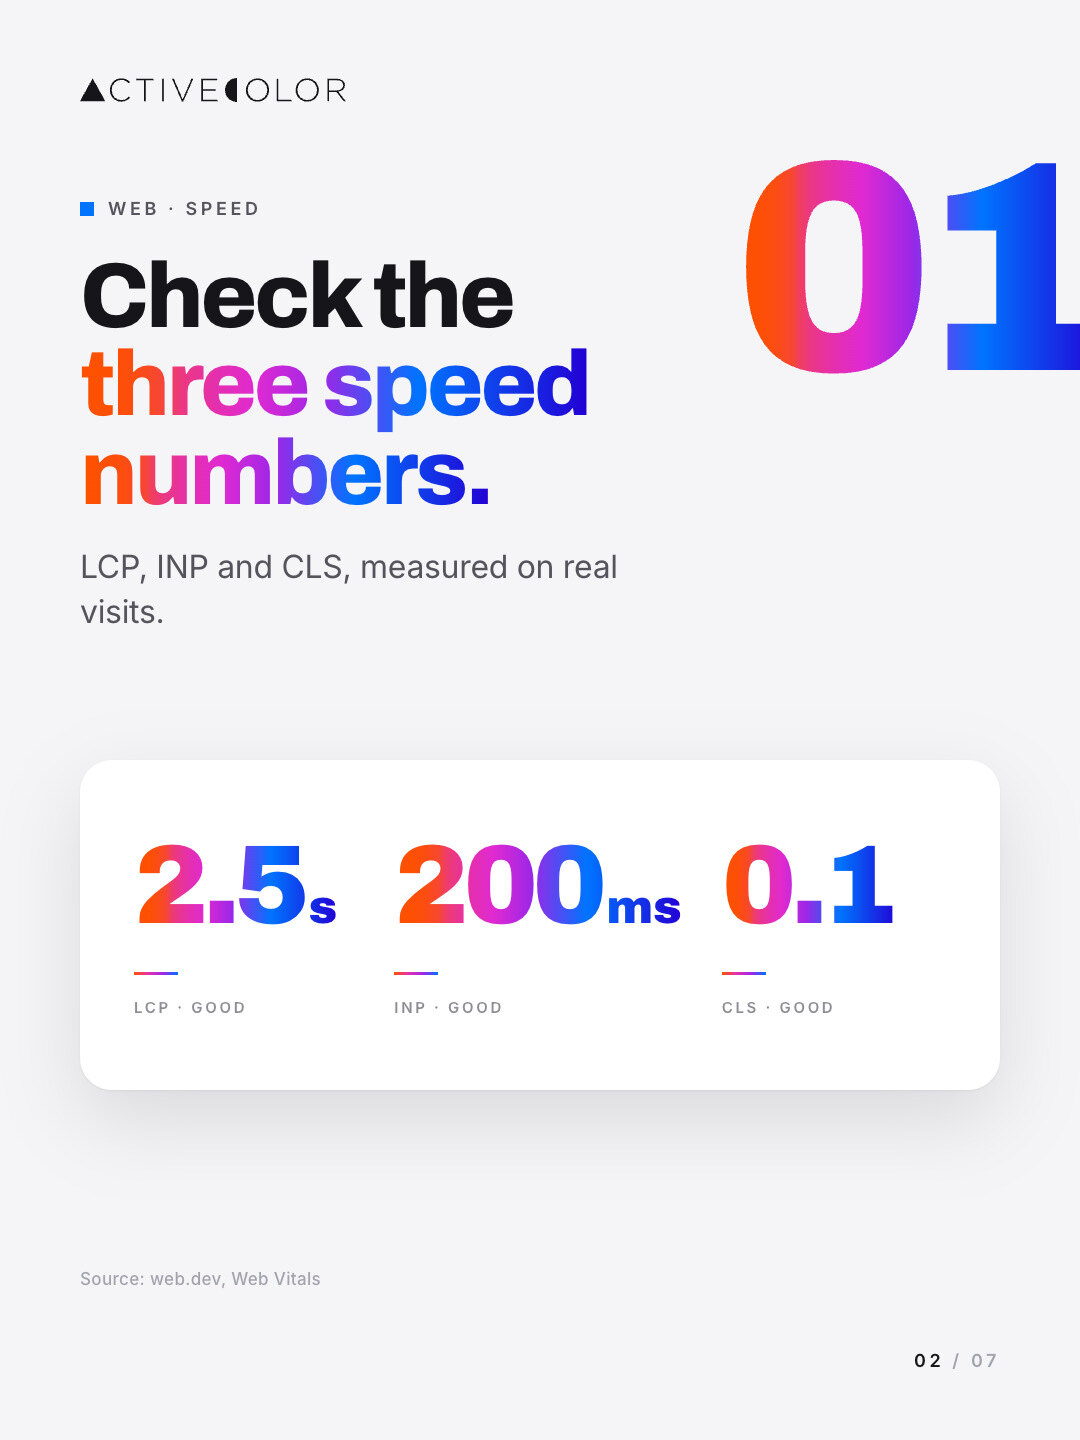 ACTIVECOLOR
WEB · SPEED
01
Check the
three speed
numbers.
LCP, INP and CLS, measured on real
visits.
2.5s 200ms 0.1
LCP · GOOD INP · GOOD CLS · GOOD
Source: web.dev, Web Vitals
02 / 07